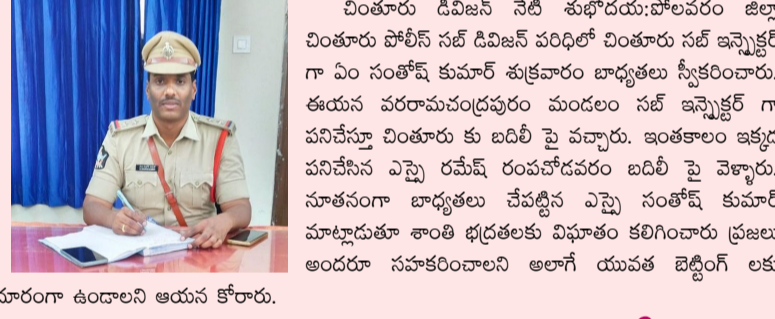 చింతూరు డివిజన్ నేటి శుభోదయ:పోలవరం జిల్లా
చింతూరు పోలీస్ సబ్ డివిజన్ పరిధిలో చింతూరు సబ్ ఇన్స్పెక్టర్
గా ఏం సంతోష్ కుమార్ శుక్రవారం బాధ్యతలు స్వీకరించారు.
ఈయన వరరామచంద్రపురం మండలం సబ్ ఇన్స్పెక్టర్ గా
పనిచేస్తూ చింతూరు కు బదిలీ పై వచ్చారు. ఇంతకాలం ఇక్కడ
పనిచేసిన ఎస్సై రమేష్ రంపచోడవరం బదిలీ పై వెళ్ళారు.
నూతనంగా బాధ్యతలు చేపట్టిన ఎస్సై సంతోష్ కుమార్
మాట్లాడుతూ శాంతి భద్రతలకు విఘాతం కలిగించారు ప్రజలు
అందరూ సహకరించాలని అలాగే యువత బెట్టింగ్ లకు
దూరంగా ఉండాలని ఆయన కోరారు.